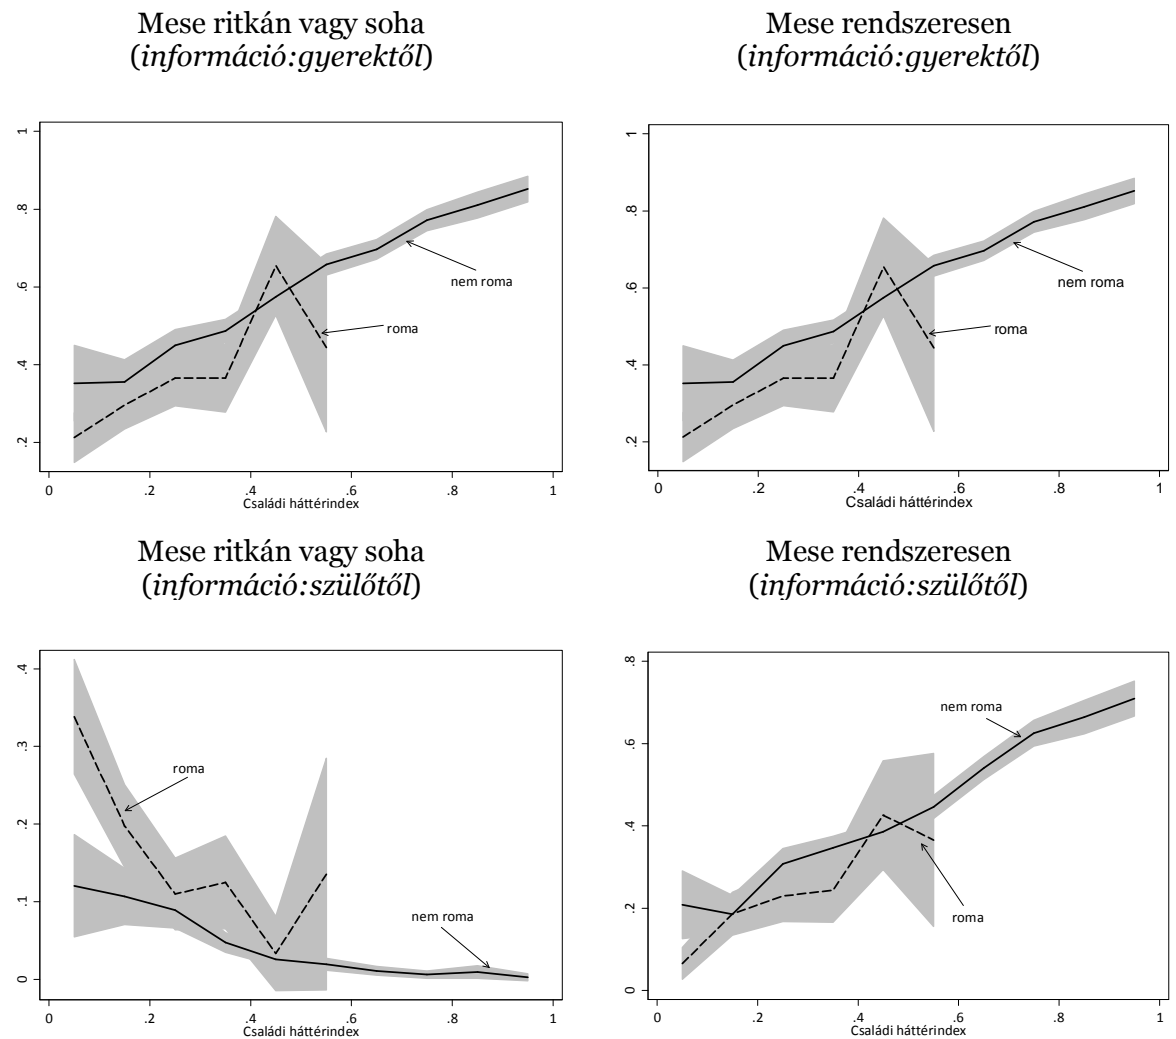 Mese ritkán vagy soha
(információ:gyerektől)
Mese rendszeresen
(információ:gyerektől)
1
.8
.6
.4
.2
nem roma
roma
0 .2 .4 .6 .8 1
Családi háttérindex
1
.8
.6
.4
.2
nem roma
roma
0 .2 .4 .6 .8 1
Családi háttérindex
Mese ritkán vagy soha
(információ:szülőtől)
Mese rendszeresen
(információ:szülőtől)
.4
.3
.2
.1
0
roma
nem roma
0 .2 .4 .6 .8 1
Családi háttérindex
.8
.6
.4
.2
0
nem roma
roma
0 .2 .4 .6 .8 1
Családi háttérindex